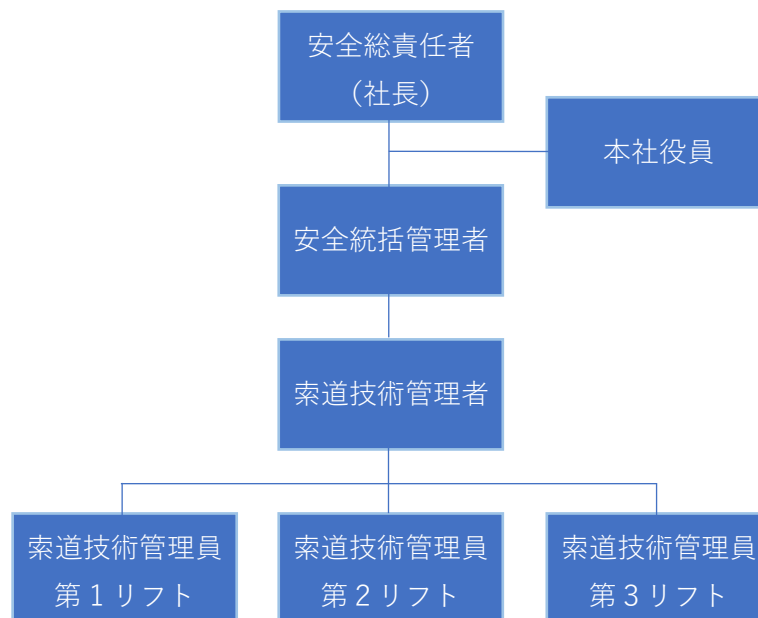 安全総責任者
（社長）
本社役員
安全統括管理者
索道技術管理者
索道技術管理員
第１リフト
索道技術管理員
第２リフト
索道技術管理員
第３リフト